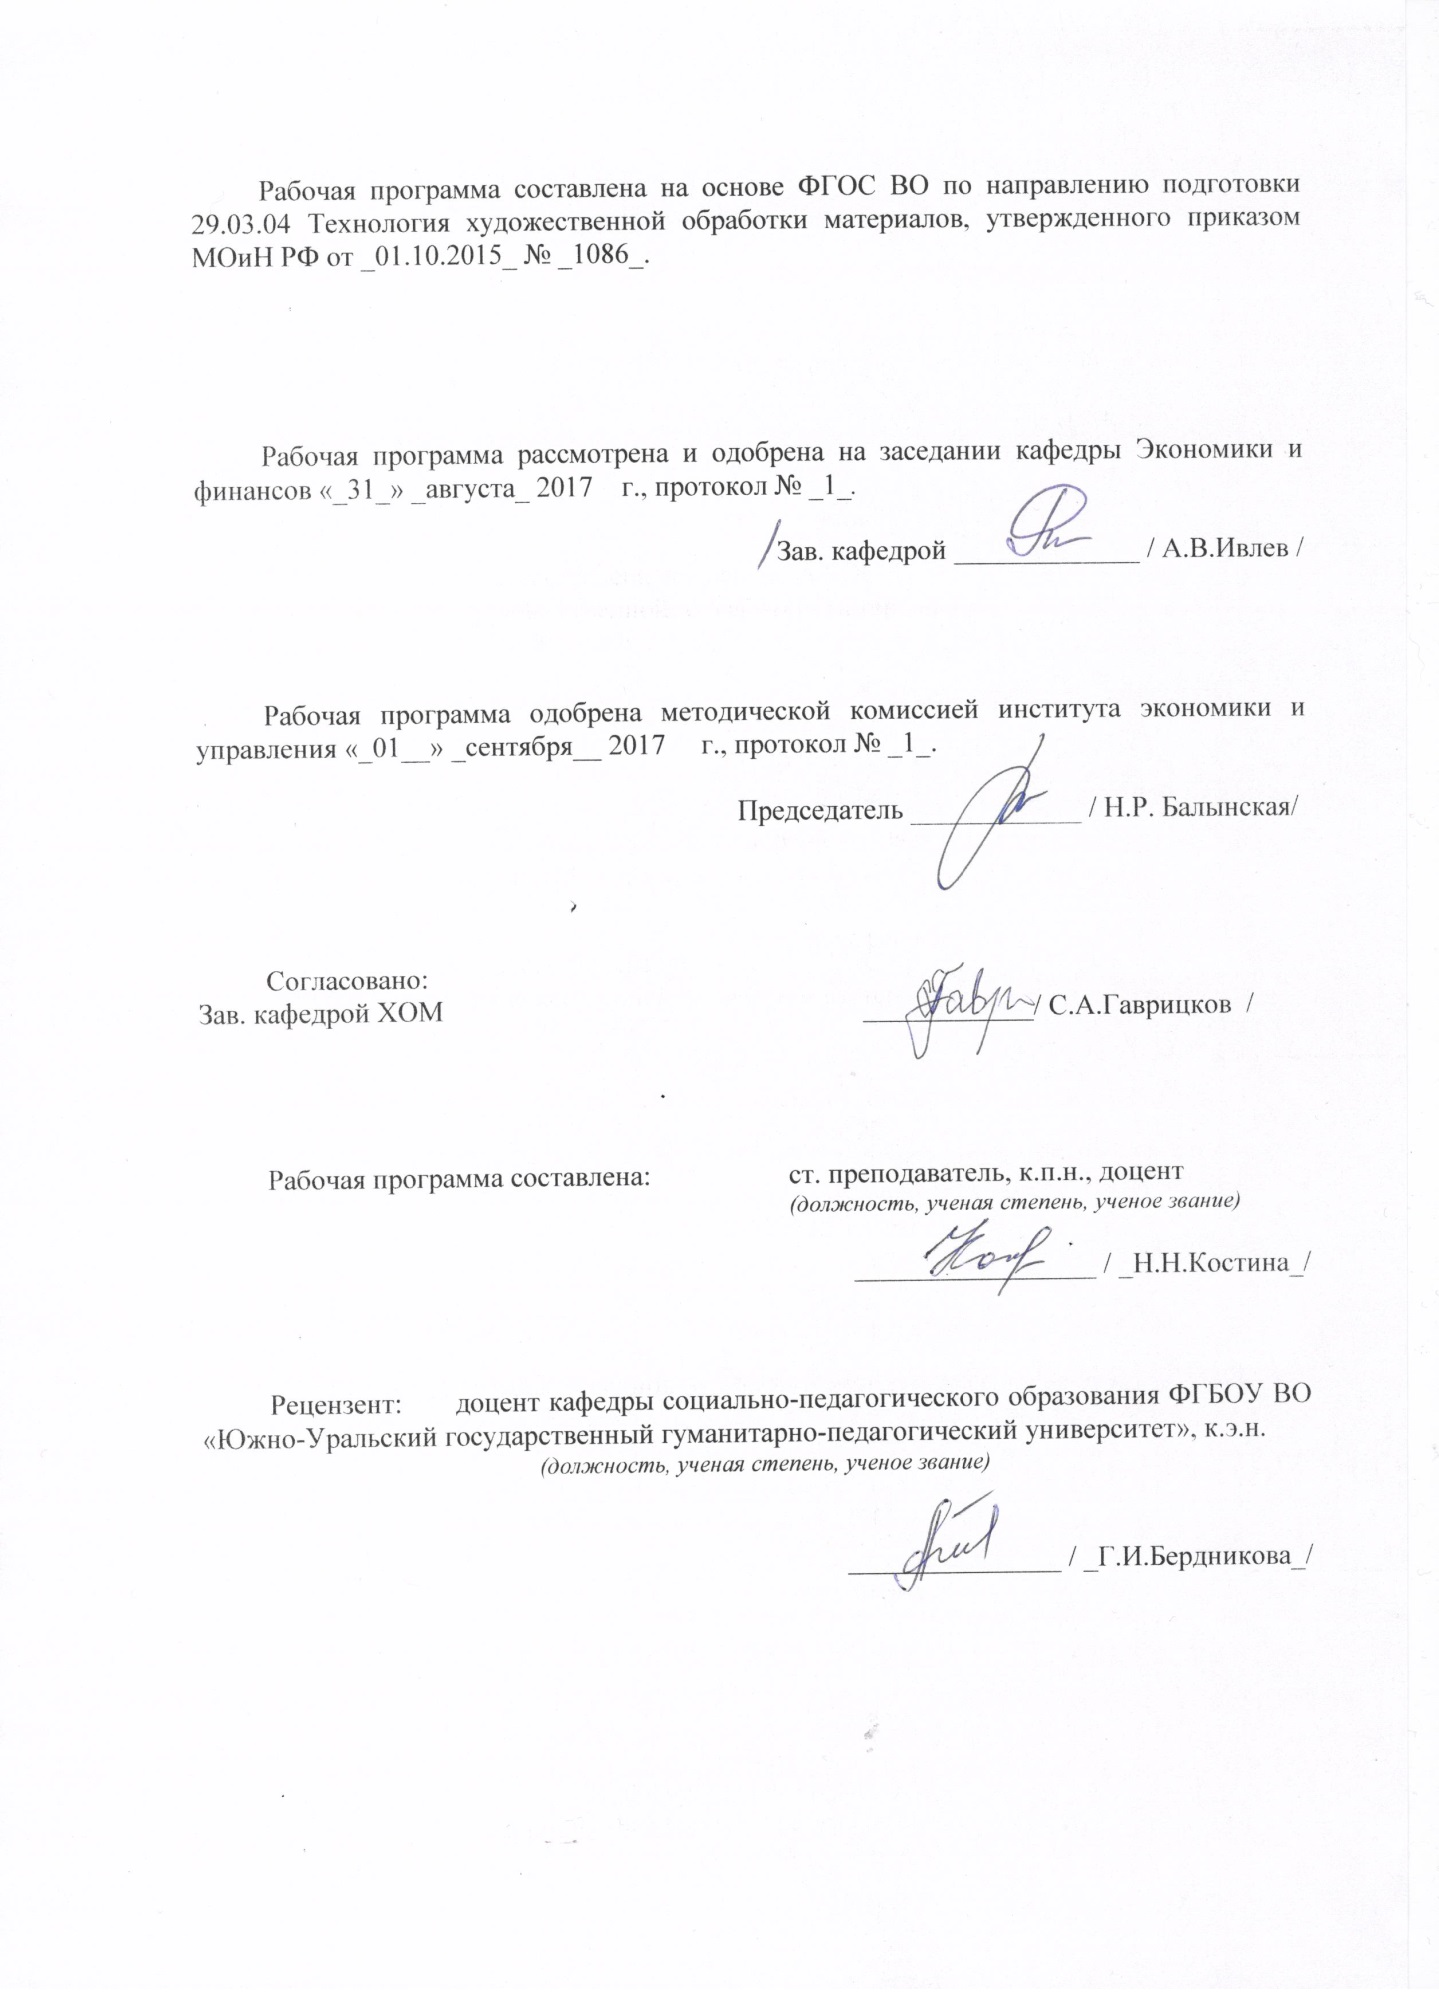 Рабочая программа составлена на основе ФГОС ВО по направлению подготовки
29.03.04 Технология художественной обработки материалов, утвержденного приказом
МОиН РФ от _01.10.2015_ № _1086_.
Рабочая программа рассмотрена и одобрена на заседании кафедры Экономики и
финансов «_31_» _августа_ 2017 г., протокол № _1_.
/Зав. кафедрой _____________ / А.В.Ивлев /
Рабочая программа одобрена методической комиссией института экономики и
управления «_01__» _сентября__ 2017 г., протокол № _1_.
Председатель ____________ / Н.Р. Балынская/
Согласовано:
Зав. кафедрой ХОМ ____________/ С.А.Гаврицков /
Рабочая программа составлена: ст. преподаватель, к.п.н., доцент
(должность, ученая степень, ученое звание)
_________________ / _Н.Н.Костина_/
Рецензент: доцент кафедры социально-педагогического образования ФГБОУ ВО
«Южно-Уральский государственный гуманитарно-педагогический университет», к.э.н.
(должность, ученая степень, ученое звание)
_______________ / _Г.И.Бердникова_/